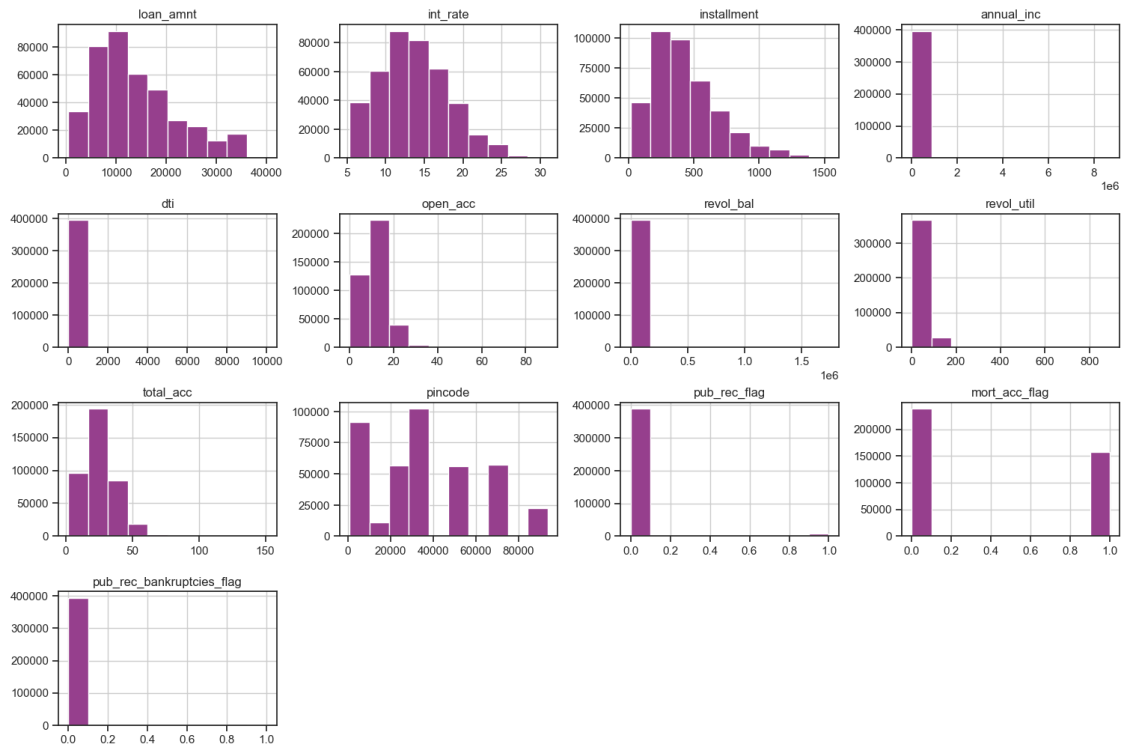 loan_amnt
80000
60000
40000
20000
0
0 10000 20000 30000 40000
int_rate
80000
60000
40000
20000
0
5 10 15 20 25 30
installment
100000
75000
50000
25000
0
0 500 1000 1500
annual_inc
400000
300000
200000
100000
0
0 2 4 6 8
1e6
dti
400000
300000
200000
100000
0
0 2000 4000 6000 8000 10000
open_acc
200000
150000
100000
50000
0
0 20 40 60 80
revol_bal
400000
300000
200000
100000
0
0.0 0.5 1.0 1.5
1e6
revol_util
300000
200000
100000
0
0 200 400 600 800
total_acc
200000
150000
100000
50000
0
0 50 100 150
pincode
100000
75000
50000
25000
0
0 20000 40000 60000 80000
pub_rec_flag
400000
300000
200000
100000
0
0.0 0.2 0.4 0.6 0.8 1.0
mort_acc_flag
200000
150000
100000
50000
0
0.0 0.2 0.4 0.6 0.8 1.0
pub_rec_bankruptcies_flag
400000
300000
200000
100000
0
0.0 0.2 0.4 0.6 0.8 1.0